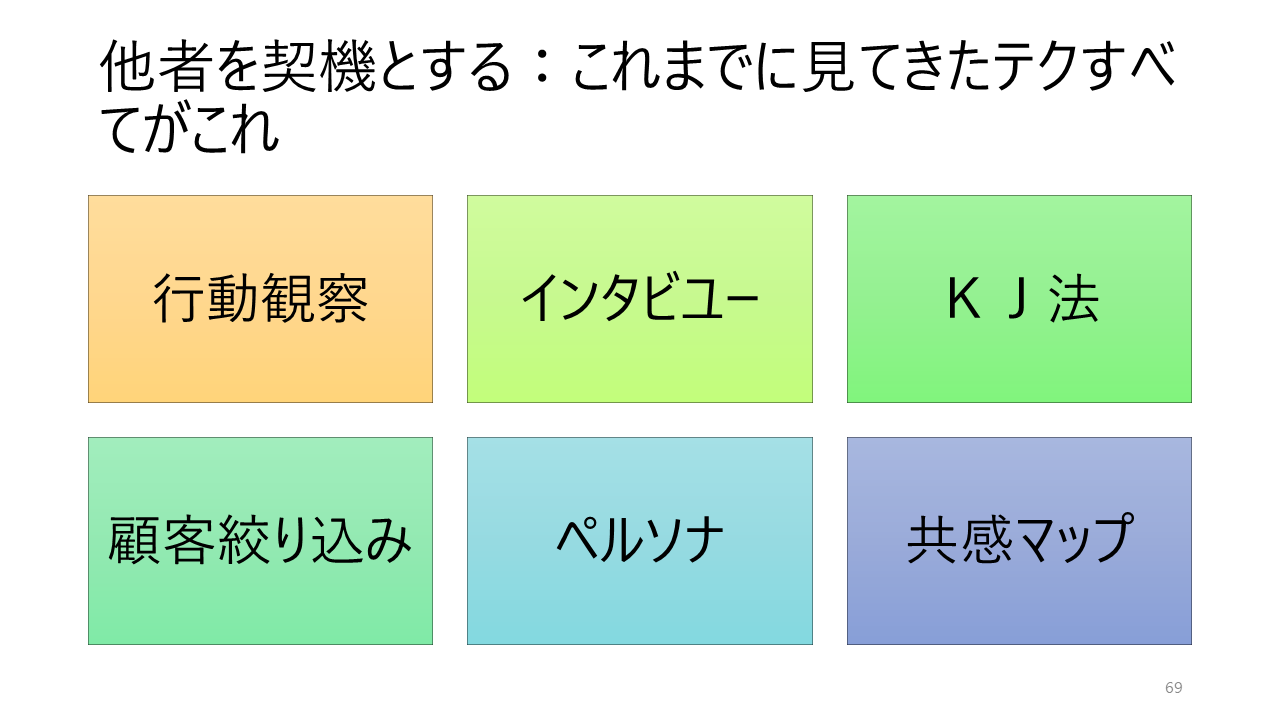 他者を契機とする：これまでに見てきたテクすべ
てがこれ
行動観察
インタビュー
ＫＪ法
顧客絞り込み
ペルソナ
共感マップ
69